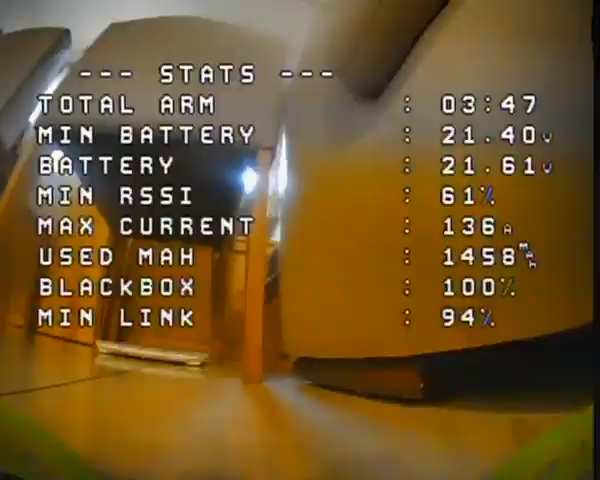 --- STATS ---
TOTAL ARM : 03:47
MIN BATTERY : 21.40V
BATTERY : 21.61V
MIN RSSI : 61%
MAX CURRENT : 136A
USED MAH : 1458MAH
BLACKBOX : 100%
MIN LINK : 94%